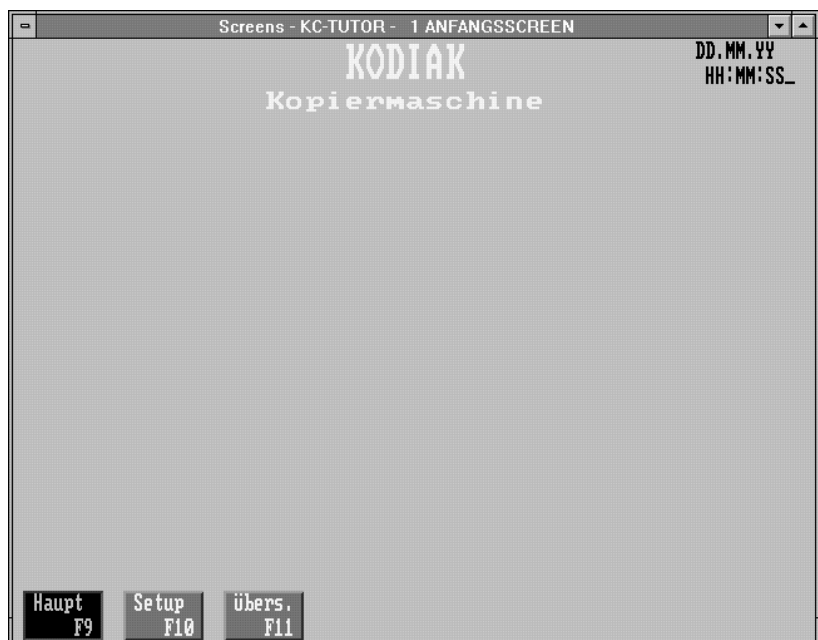 Screens - KC-TUTOR - 1 ANFANGSSCREEN
KODIAK
DD.MM.YY
HH:MM:SS_
Kopiermaschine
Haupt
F9
Setup
F10
übers.
F11